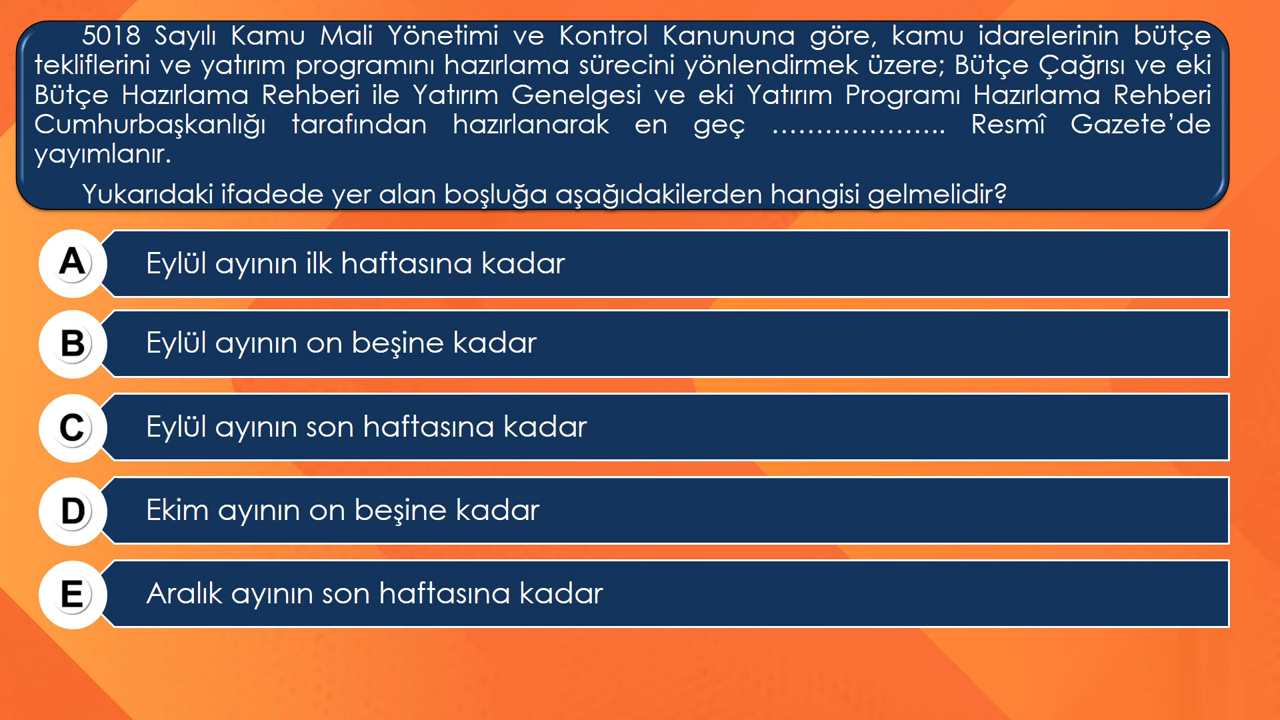 5018 Sayılı Kamu Mali Yönetimi ve Kontrol Kanununa göre, kamu idarelerinin bütçe
tekliflerini ve yatırım programını hazırlama sürecini yönlendirmek üzere; Bütçe Çağrısı ve eki
Bütçe Hazırlama Rehberi ile Yatırım Genelgesi ve eki Yatırım Programı Hazırlama Rehberi
Cumhurbaşkanlığı tarafından hazırlanarak en geç ………………….. Resmî Gazete’de
yayımlanır.
Yukarıdaki ifadede yer alan boşluğa aşağıdakilerden hangisi gelmelidir?
A Eylül ayının ilk haftasına kadar
B Eylül ayının on beşine kadar
C Eylül ayının son haftasına kadar
D Ekim ayının on beşine kadar
E Aralık ayının son haftasına kadar